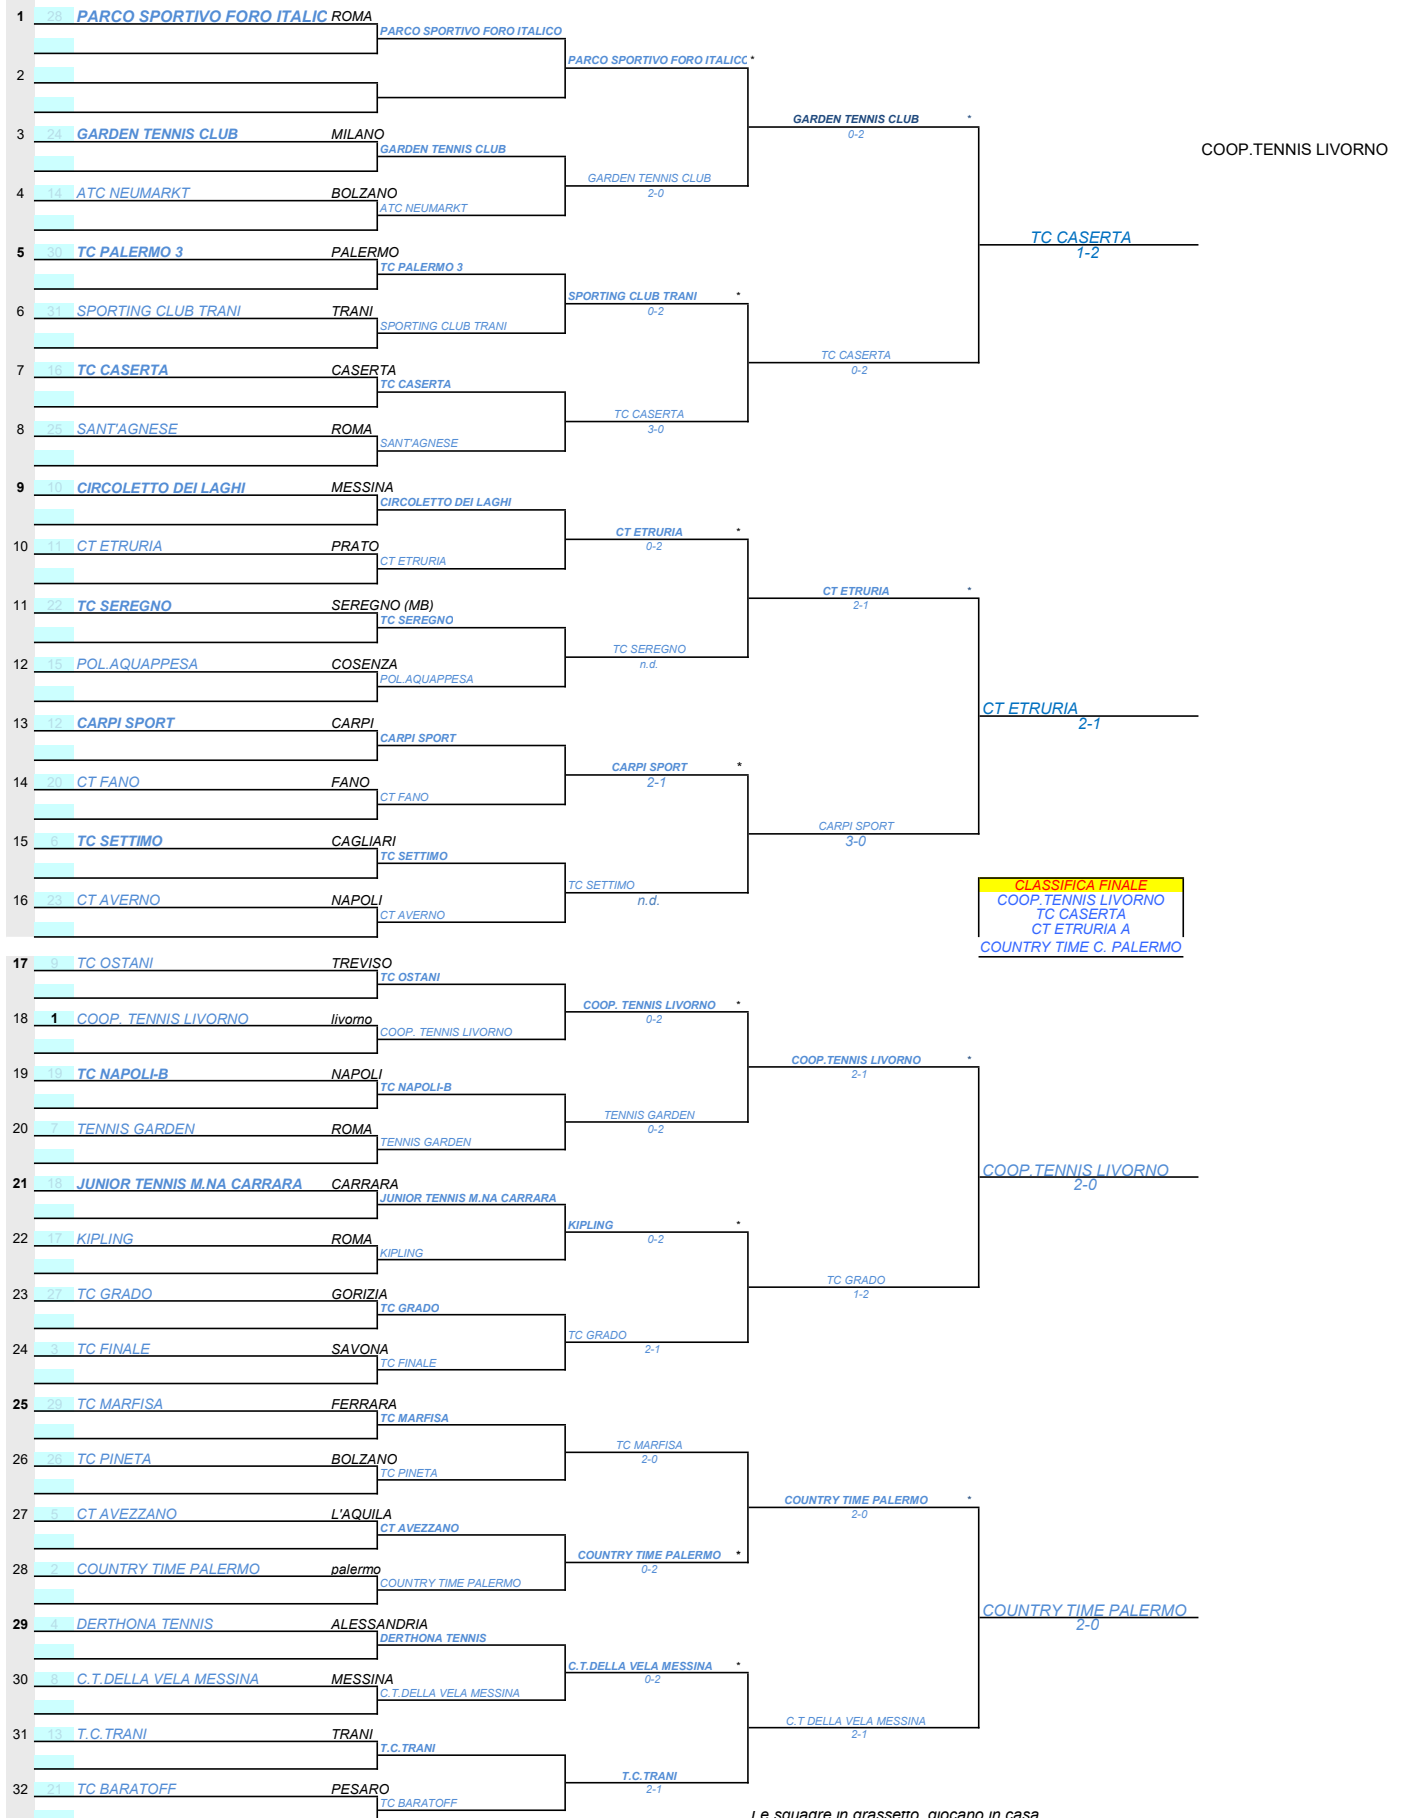 1 28 PARCO SPORTIVO FORO ITALIC ROMA
PARCO SPORTIVO FORO ITALICO
PARCO SPORTIVO FORO ITALICC *
2
GARDEN TENNIS CLUB *
0-2
3 24 GARDEN TENNIS CLUB MILANO
GARDEN TENNIS CLUB
COOP.TENNIS LIVORNO
GARDEN TENNIS CLUB
2-0
4 14 ATC NEUMARKT BOLZANO
ATC NEUMARKT
TC CASERTA
1-2
5 30 TC PALERMO 3 PALERMO
TC PALERMO 3
SPORTING CLUB TRANI *
0-2
6 31 SPORTING CLUB TRANI TRANI
SPORTING CLUB TRANI
TC CASERTA
0-2
7 16 TC CASERTA CASERTA
TC CASERTA
TC CASERTA
3-0
8 25 SANT'AGNESE ROMA
SANT'AGNESE
9 10 CIRCOLETTO DEI LAGHI MESSINA
CIRCOLETTO DEI LAGHI
CT ETRURIA *
0-2
10 11 CT ETRURIA PRATO
CT ETRURIA
CT ETRURIA *
2-1
11 22 TC SEREGNO SEREGNO (MB)
TC SEREGNO
TC SEREGNO
n.d.
12 15 POL.AQUAPPESA COSENZA
POL.AQUAPPESA
CT ETRURIA
2-1
13 12 CARPI SPORT CARPI
CARPI SPORT
CARPI SPORT *
2-1
14 20 CT FANO FANO
CT FANO
CARPI SPORT
3-0
15 6 TC SETTIMO CAGLIARI
TC SETTIMO
TC SETTIMO
n.d.
16 23 CT AVERNO NAPOLI
CT AVERNO
CLASSIFICA FINALE
COOP.TENNIS LIVORNO
TC CASERTA
CT ETRURIA A
COUNTRY TIME C. PALERMO
17 9 TC OSTANI TREVISO
TC OSTANI
COOP. TENNIS LIVORNO *
0-2
18 1 COOP. TENNIS LIVORNO livorno
COOP. TENNIS LIVORNO
COOP.TENNIS LIVORNO *
2-1
19 19 TC NAPOLI-B NAPOLI
TC NAPOLI-B
TENNIS GARDEN
0-2
20 7 TENNIS GARDEN ROMA
TENNIS GARDEN
COOP.TENNIS LIVORNO
2-0
21 18 JUNIOR TENNIS M.NA CARRARA CARRARA
JUNIOR TENNIS M.NA CARRARA
KIPLING *
0-2
22 17 KIPLING ROMA
KIPLING
TC GRADO
1-2
23 27 TC GRADO GORIZIA
TC GRADO
TC GRADO
2-1
24 3 TC FINALE SAVONA
TC FINALE
25 29 TC MARFISA FERRARA
TC MARFISA
TC MARFISA
2-0
26 26 TC PINETA BOLZANO
TC PINETA
COUNTRY TIME PALERMO *
2-0
27 5 CT AVEZZANO L'AQUILA
CT AVEZZANO
COUNTRY TIME PALERMO *
0-2
28 2 COUNTRY TIME PALERMO palermo
COUNTRY TIME PALERMO
COUNTRY TIME PALERMO
2-0
29 4 DERTHONA TENNIS ALESSANDRIA
DERTHONA TENNIS
C.T.DELLA VELA MESSINA *
0-2
30 8 C.T.DELLA VELA MESSINA MESSINA
C.T.DELLA VELA MESSINA
C.T DELLA VELA MESSINA
2-1
31 13 T.C.TRANI TRANI
T.C.TRANI
T.C.TRANI
2-1
32 21 TC BARATOFF PESARO
TC BARATOFF
Le squadre in grassetto giocano in casa